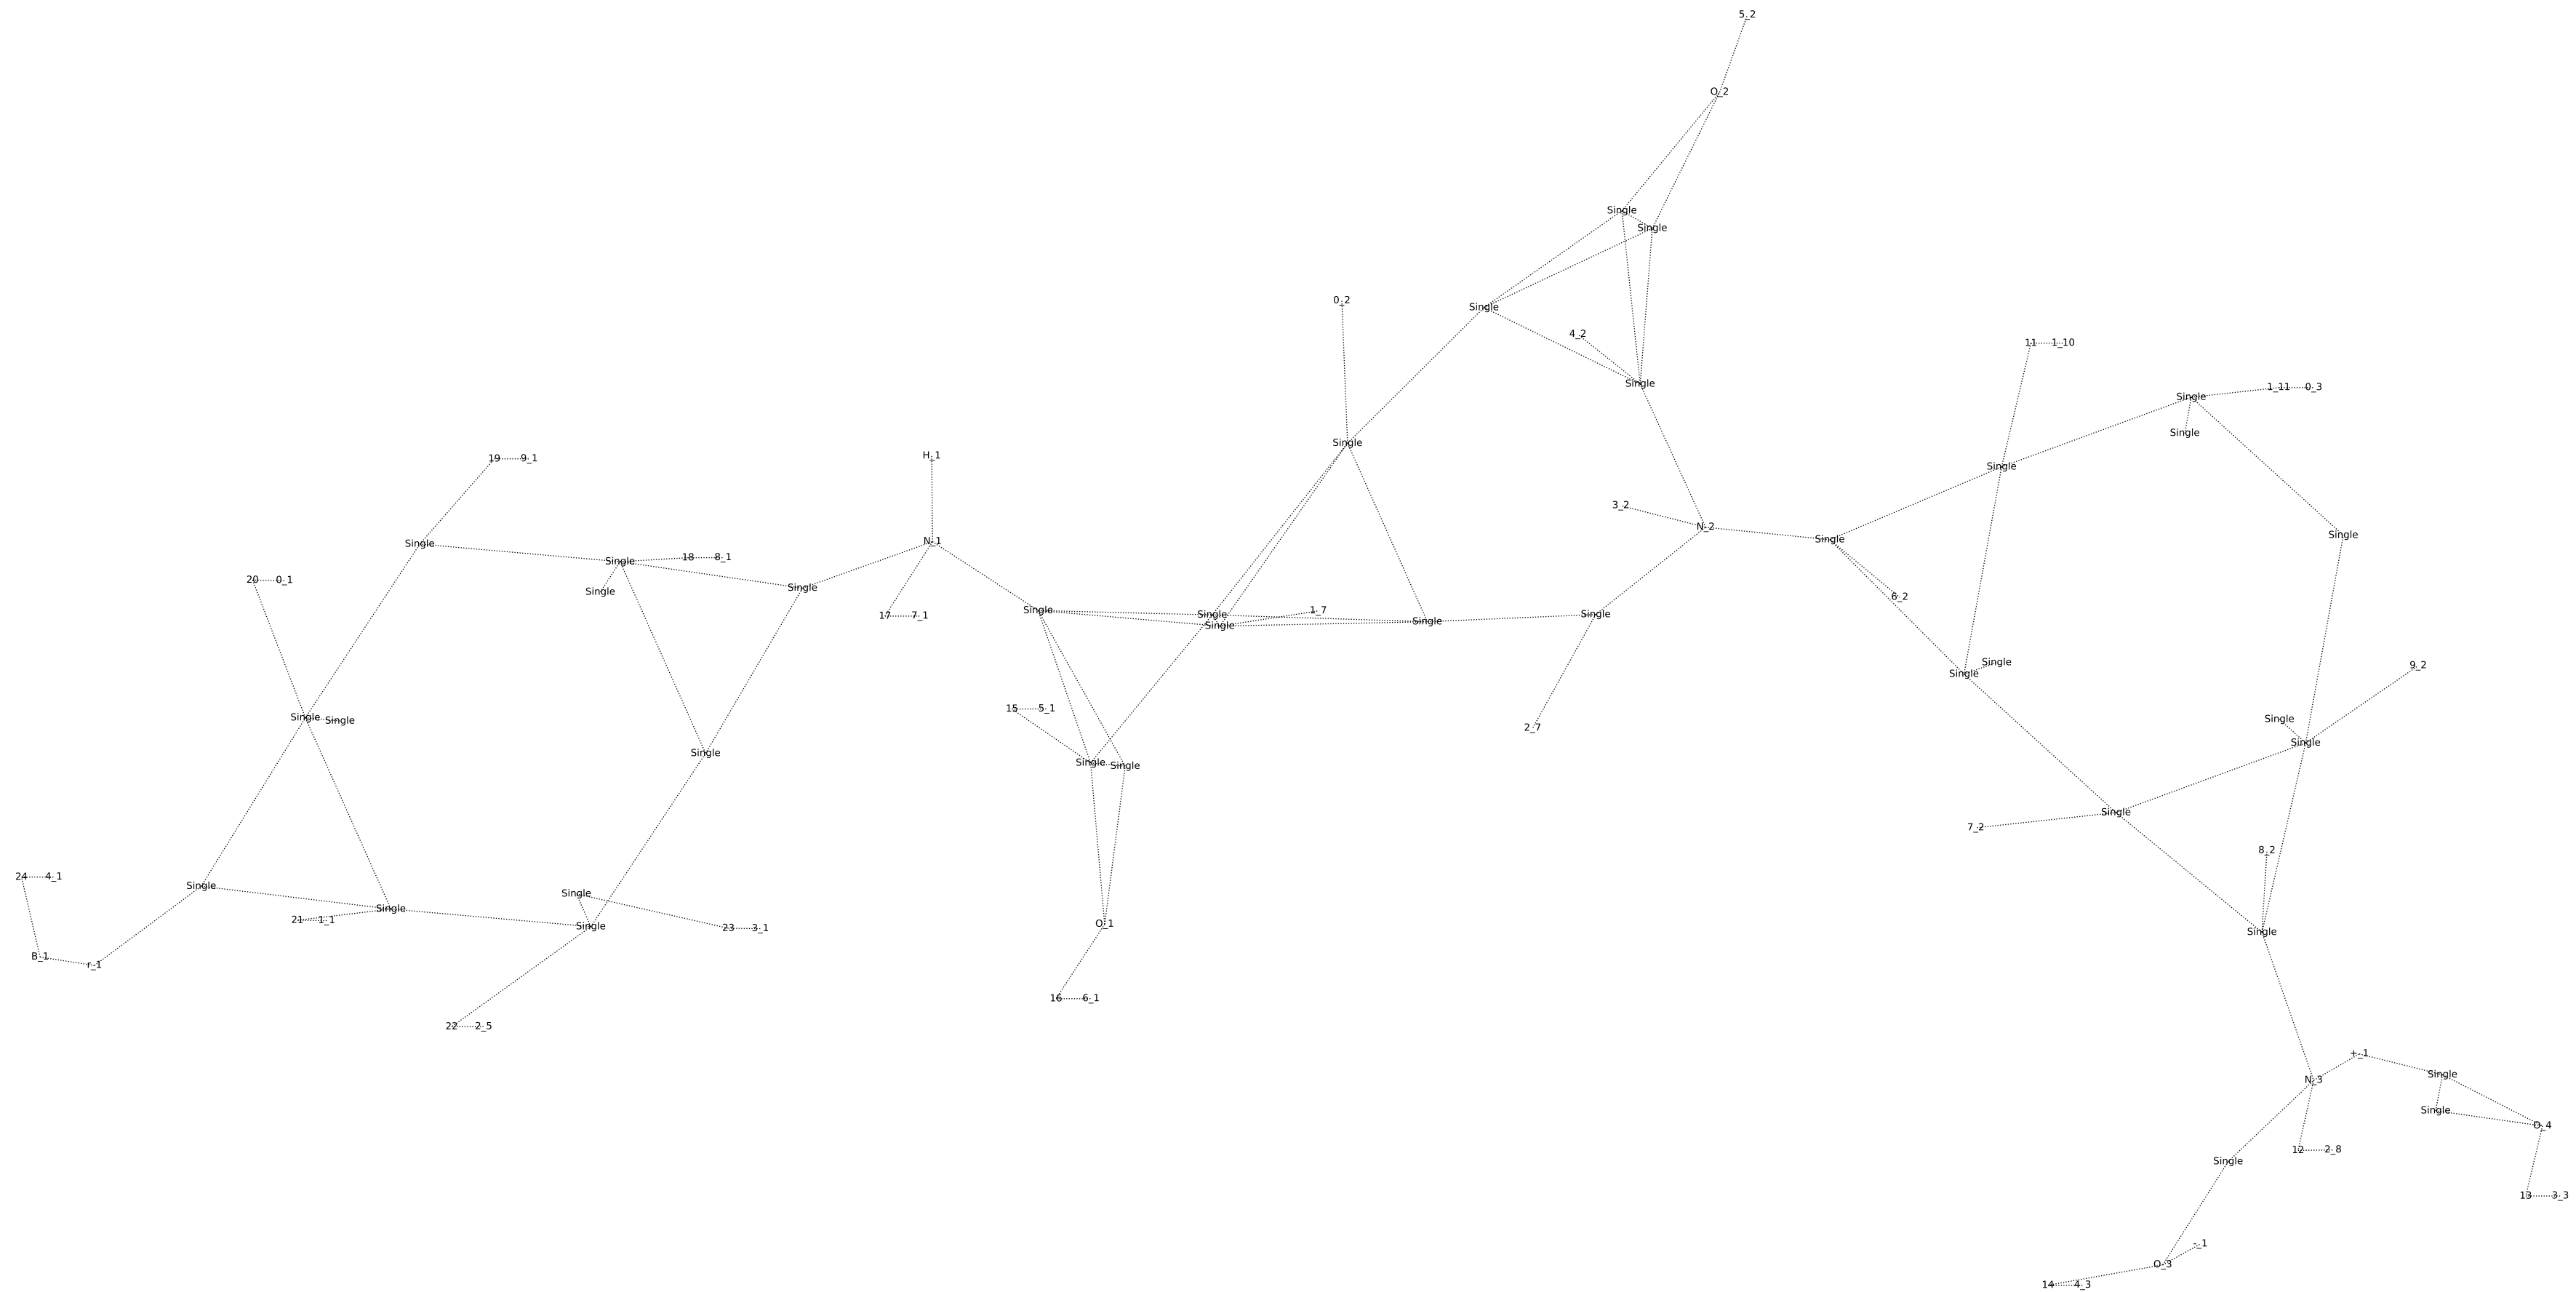 5_2
O_2
Single
Single
0_2
Single
4_2
11 1_10
Single
1_11 0_3
Single
Single
Single
Single
H_1
19 9_1
Single
3_2
N_2
Single
Single
N_1
Single
Single
18 8_1
20 0_1
Single
Single
6_2
Single
Single
1_7
Single
17 7_1
Single
Single
Single
Single
Single
9_2
15 5_1
Single
Single
Single
2_7
Single
Single
Single
Single
Single
7_2
8_2
24 4_1
Single
Single
Single
21 1_1
O_1
Single
23 3_1
Single
B_1
r_1
16 6_1
22 2_5
+_1
Single
N_3
Single
O_4
12 2_8
Single
13 3_3
-_1
O_3
14 4_3